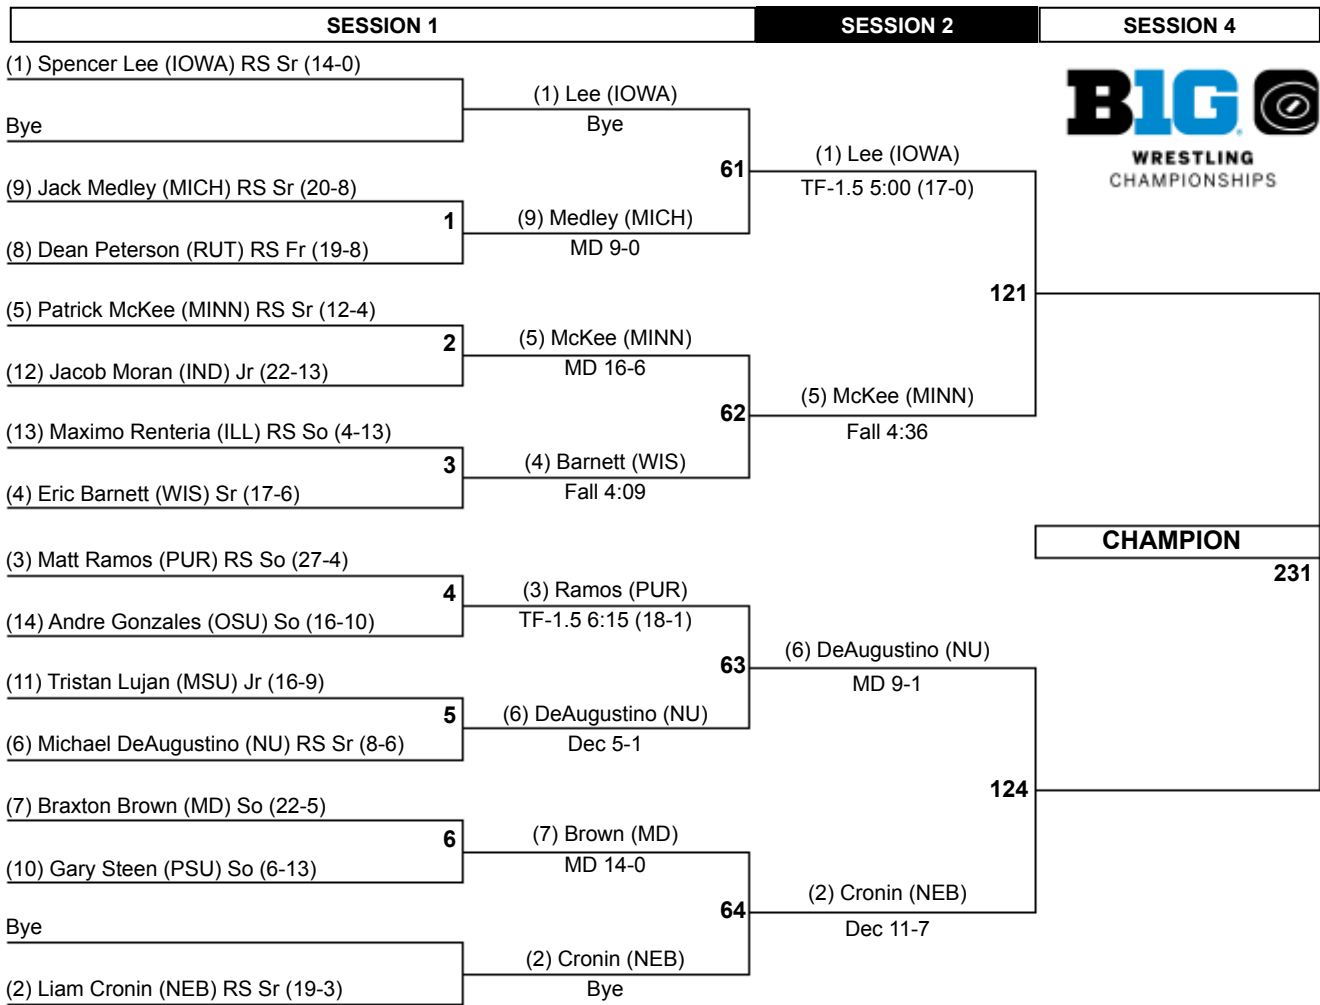 SESSION 1
SESSION 2
SESSION 4
(1) Spencer Lee (IOWA) RS Sr (14-0)
Bye
(9) Jack Medley (MICH) RS Sr (20-8)
1
(8) Dean Peterson (RUT) RS Fr (19-8)
(5) Patrick McKee (MINN) RS Sr (12-4)
2
(12) Jacob Moran (IND) Jr (22-13)
(13) Maximo Renteria (ILL) RS So (4-13)
3
(4) Eric Barnett (WIS) Sr (17-6)
(3) Matt Ramos (PUR) RS So (27-4)
4
(14) Andre Gonzales (OSU) So (16-10)
(11) Tristan Lujan (MSU) Jr (16-9)
5
(6) Michael DeAugustino (NU) RS Sr (8-6)
(7) Braxton Brown (MD) So (22-5)
6
(10) Gary Steen (PSU) So (6-13)
Bye
(2) Liam Cronin (NEB) RS Sr (19-3)
(1) Lee (IOWA)
Bye
61
(9) Medley (MICH)
MD 9-0
(5) McKee (MINN)
MD 16-6
62
(4) Barnett (WIS)
Fall 4:09
(3) Ramos (PUR)
TF-1.5 6:15 (18-1)
63
(6) DeAugustino (NU)
Dec 5-1
(7) Brown (MD)
MD 14-0
64
(2) Cronin (NEB)
Bye
(1) Lee (IOWA)
TF-1.5 5:00 (17-0)
121
(5) McKee (MINN)
Fall 4:36
(6) DeAugustino (NU)
MD 9-1
124
(2) Cronin (NEB)
Dec 11-7
B1G
WRESTLING
CHAMPIONSHIPS
CHAMPION
231